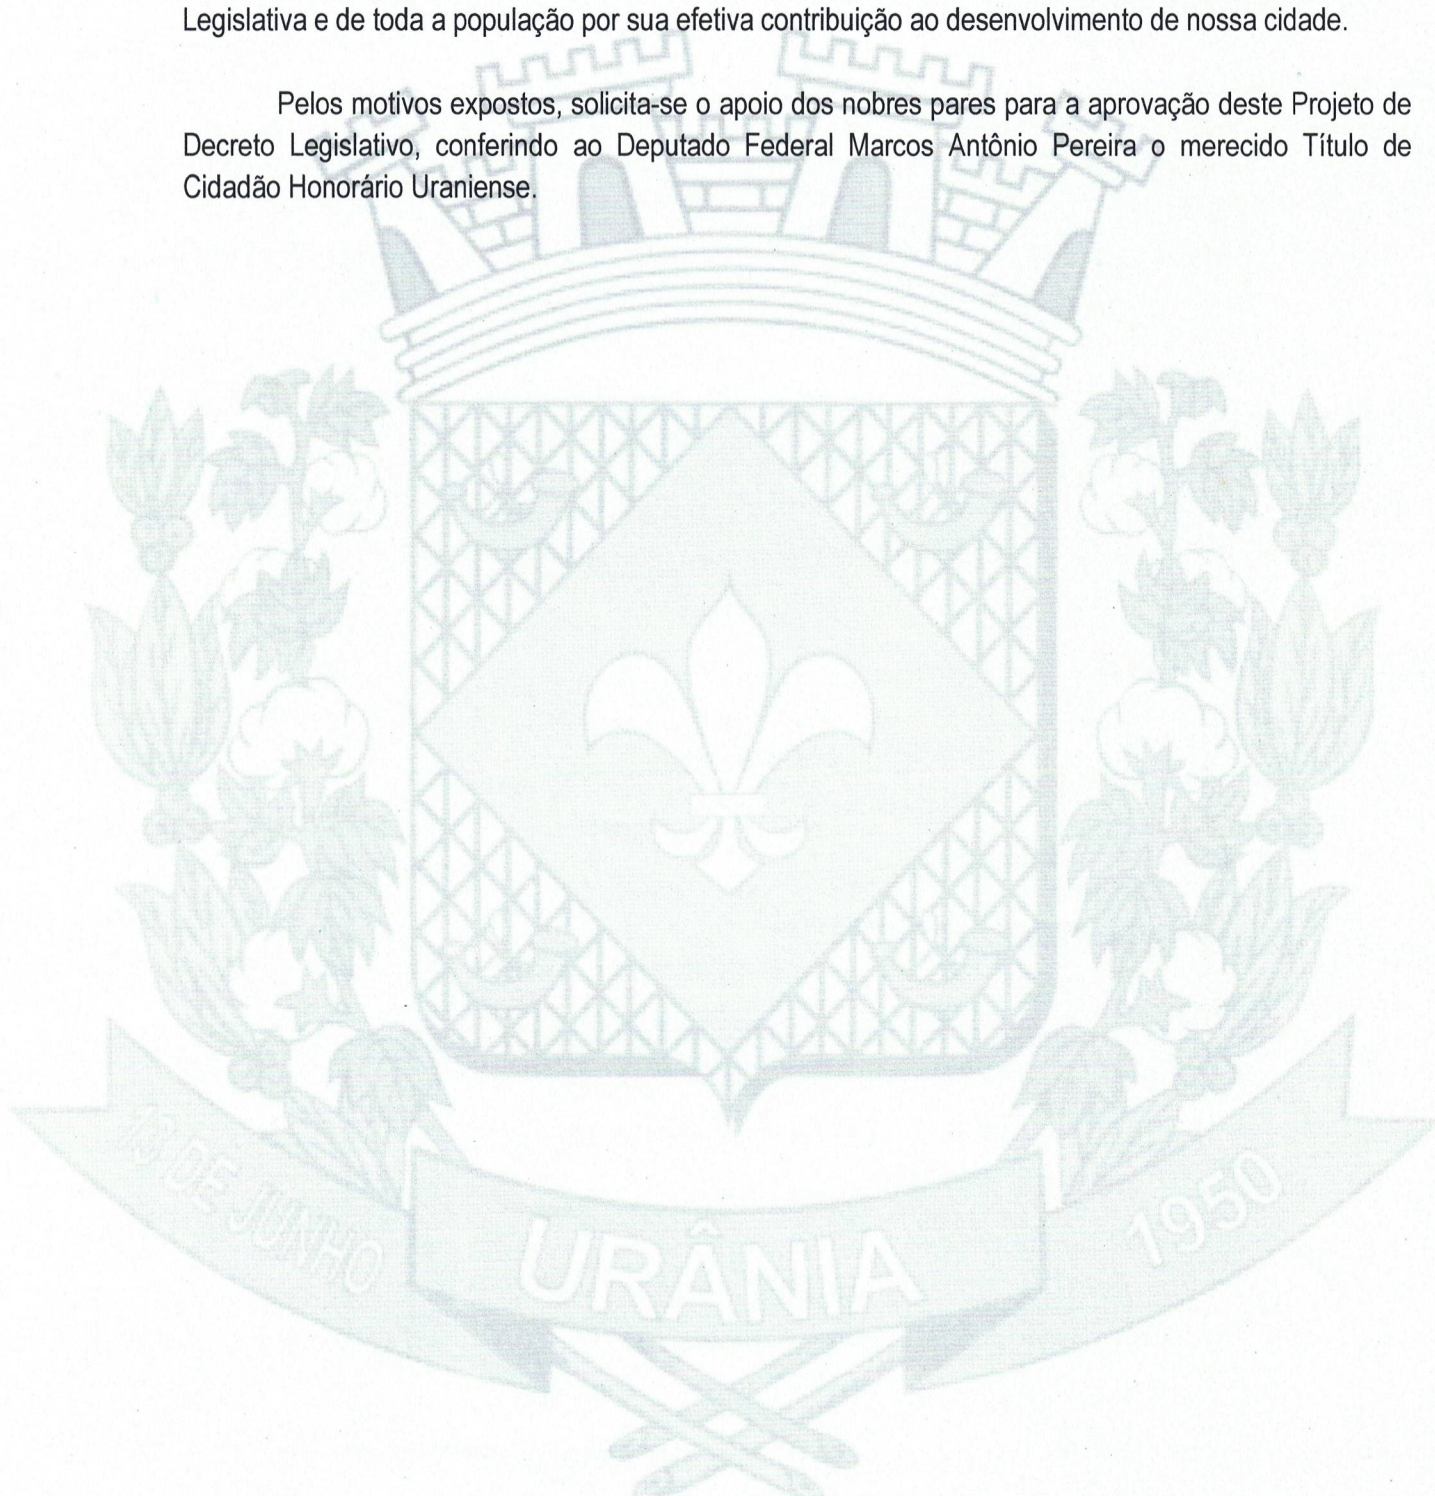 Legislativa e de toda a população por sua efetiva contribuição ao desenvolvimento de nossa cidade.
Pelos motivos expostos, solicita-se o apoio dos nobres pares para a aprovação deste Projeto de
Decreto Legislativo, conferindo ao Deputado Federal Marcos Antônio Pereira o merecido Título de
Cidadão Honorário Uraniense.
13 DE JUNHO
URÂNIA
1950